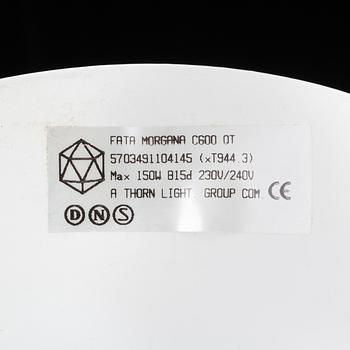 FATA MORGANA C600 OT
5703491104145 (xT944.3)
Max 150W B15d 230V/240V
A THORN LIGHT. GROUP COM. CE
D N S